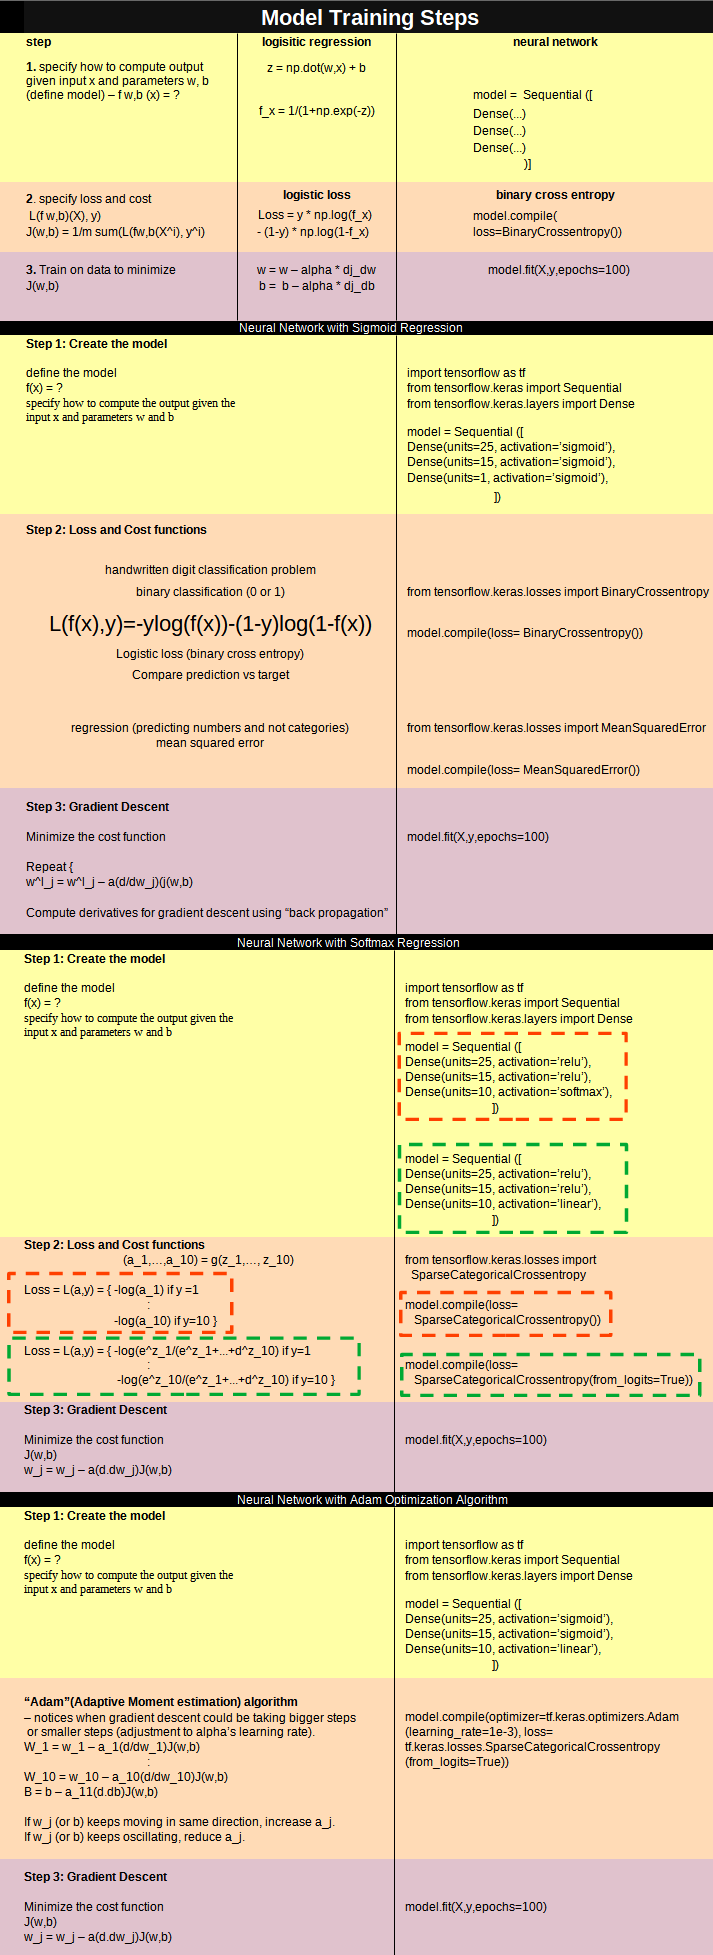 Model Training Steps
step
logisitic regression
neural network
1. specify how to compute output
given input x and parameters w, b
(define model) – f w,b (x) = ?
z = np.dot(w,x) + b
f_x = 1/(1+np.exp(-z))
model =  Sequential ([
Dense(...)
Dense(...)
Dense(...)
)]
2. specify loss and cost
L(f w,b)(X), y)
J(w,b) = 1/m sum(L(fw,b(X^i), y^i)
logistic loss
Loss = y * np.log(f_x)
- (1-y) * np.log(1-f_x)
binary cross entropy
model.compile(
loss=BinaryCrossentropy())
3. Train on data to minimize
J(w,b)
w = w – alpha * dj_dw
b =  b – alpha * dj_db
model.fit(X,y,epochs=100)
Neural Network with Sigmoid Regression
Step 1: Create the model
define the model
f(x) = ?
specify how to compute the output given the
input x and parameters w and b
import tensorflow as tf
from tensorflow.keras import Sequential
from tensorflow.keras.layers import Dense
model = Sequential ([
Dense(units=25, activation=’sigmoid’),
Dense(units=15, activation=’sigmoid’),
Dense(units=1, activation=’sigmoid’),
])
Step 2: Loss and Cost functions
handwritten digit classification problem
binary classification (0 or 1)
L(f(x),y)=-ylog(f(x))-(1-y)log(1-f(x))
Logistic loss (binary cross entropy)
Compare prediction vs target
from tensorflow.keras.losses import BinaryCrossentropy
model.compile(loss= BinaryCrossentropy())
regression (predicting numbers and not categories)
mean squared error
from tensorflow.keras.losses import MeanSquaredError
model.compile(loss= MeanSquaredError())
Step 3: Gradient Descent
Minimize the cost function
model.fit(X,y,epochs=100)
Repeat {
w^l_j = w^l_j – a(d/dw_j)(j(w,b)
Compute derivatives for gradient descent using “back propagation”
Neural Network with Softmax Regression
Step 1: Create the model
define the model
f(x) = ?
specify how to compute the output given the
input x and parameters w and b
import tensorflow as tf
from tensorflow.keras import Sequential
from tensorflow.keras.layers import Dense
model = Sequential ([
Dense(units=25, activation=’relu’),
Dense(units=15, activation=’relu’),
Dense(units=10, activation=’softmax’),
])
model = Sequential ([
Dense(units=25, activation=’relu’),
Dense(units=15, activation=’relu’),
Dense(units=10, activation=’linear’),
])
Step 2: Loss and Cost functions
(a_1,…,a_10) = g(z_1,…, z_10)
Loss = L(a,y) = { -log(a_1) if y =1
:
-log(a_10) if y=10 }
Loss = L(a,y) = { -log(e^z_1/(e^z_1+...+d^z_10) if y=1
:
-log(e^z_10/(e^z_1+...+d^z_10) if y=10 }
from tensorflow.keras.losses import
SparseCategoricalCrossentropy
model.compile(loss=
SparseCategoricalCrossentropy())
model.compile(loss=
SparseCategoricalCrossentropy(from_logits=True))
Step 3: Gradient Descent
Minimize the cost function
J(w,b)
w_j = w_j – a(d.dw_j)J(w,b)
model.fit(X,y,epochs=100)
Neural Network with Adam Optimization Algorithm
Step 1: Create the model
define the model
f(x) = ?
specify how to compute the output given the
input x and parameters w and b
import tensorflow as tf
from tensorflow.keras import Sequential
from tensorflow.keras.layers import Dense
model = Sequential ([
Dense(units=25, activation=’sigmoid’),
Dense(units=15, activation=’sigmoid’),
Dense(units=10, activation=’linear’),
])
“Adam”(Adaptive Moment estimation) algorithm
– notices when gradient descent could be taking bigger steps
or smaller steps (adjustment to alpha’s learning rate).
W_1 = w_1 – a_1(d/dw_1)J(w,b)
:
W_10 = w_10 – a_10(d/dw_10)J(w,b)
B = b – a_11(d.db)J(w,b)
If w_j (or b) keeps moving in same direction, increase a_j.
If w_j (or b) keeps oscillating, reduce a_j.
model.compile(optimizer=tf.keras.optimizers.Adam
(learning_rate=1e-3), loss=
tf.keras.losses.SparseCategoricalCrossentropy
(from_logits=True))
Step 3: Gradient Descent
Minimize the cost function
J(w,b)
w_j = w_j – a(d.dw_j)J(w,b)
model.fit(X,y,epochs=100)